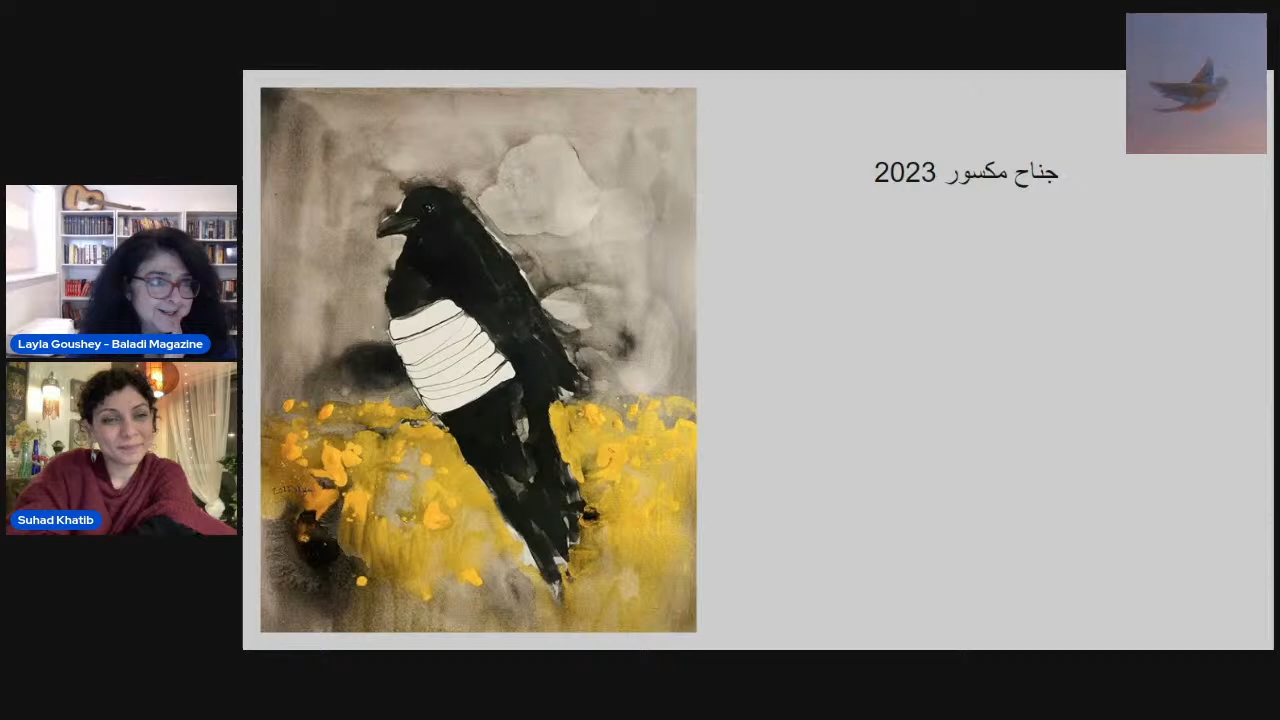 جناح مكسور 2023
Layla Goushey - Baladi Magazine
Suhad Khatib